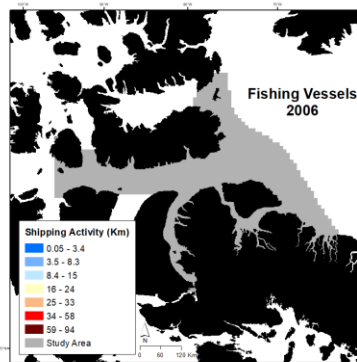 Fishing Vessels
2006
Shipping Activity (Km)
0.05 - 3.4
3.5 - 8.3
8.4 - 15
16 - 24
25 - 33
34 - 58
59 - 94
Study Area
N
0 30 60 120 Km